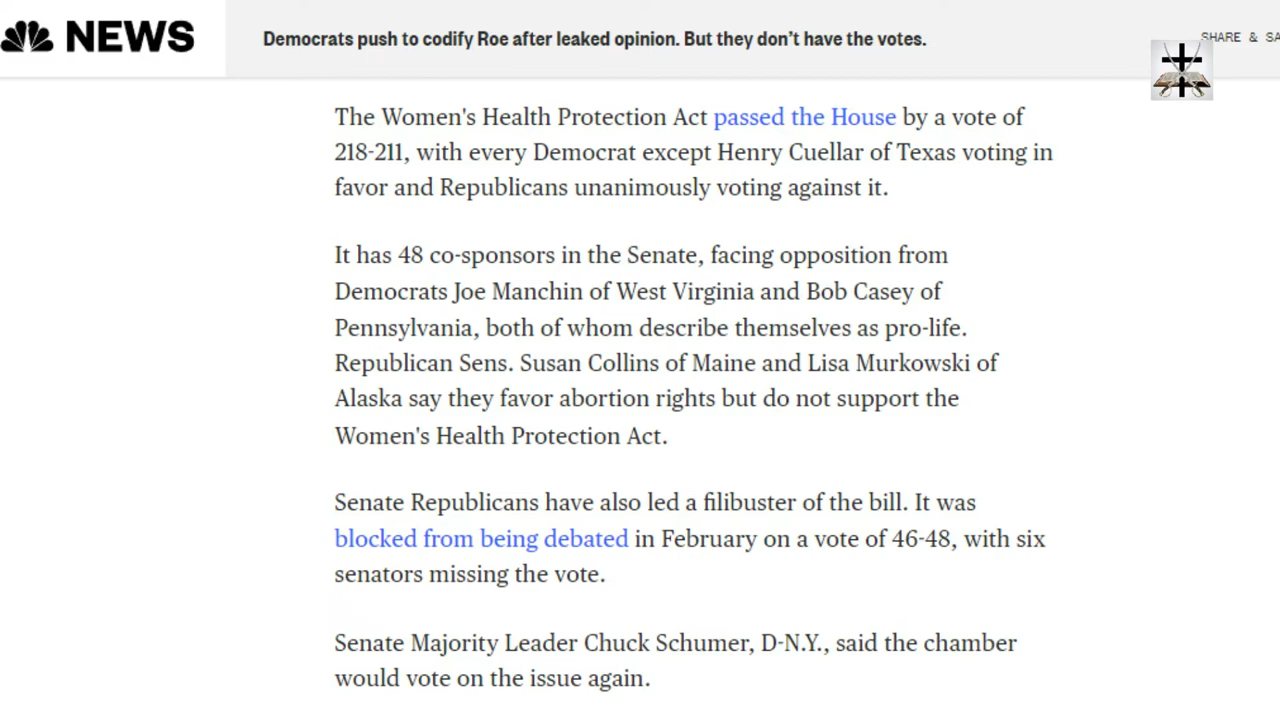 NEWS
Democrats push to codify Roe after leaked opinion. But they don't have the votes.
SHARE & SA
The Women's Health Protection Act passed the House by a vote of
218-211, with every Democrat except Henry Cuellar of Texas voting in
favor and Republicans unanimously voting against it.
It has 48 co-sponsors in the Senate, facing opposition from
Democrats Joe Manchin of West Virginia and Bob Casey of
Pennsylvania, both of whom describe themselves as pro-life.
Republican Sens. Susan Collins of Maine and Lisa Murkowski of
Alaska say they favor abortion rights but do not support the
Women's Health Protection Act.
Senate Republicans have also led a filibuster of the bill. It was
blocked from being debated in February on a vote of 46-48, with six
senators missing the vote.
Senate Majority Leader Chuck Schumer, D-N.Y., said the chamber
would vote on the issue again.